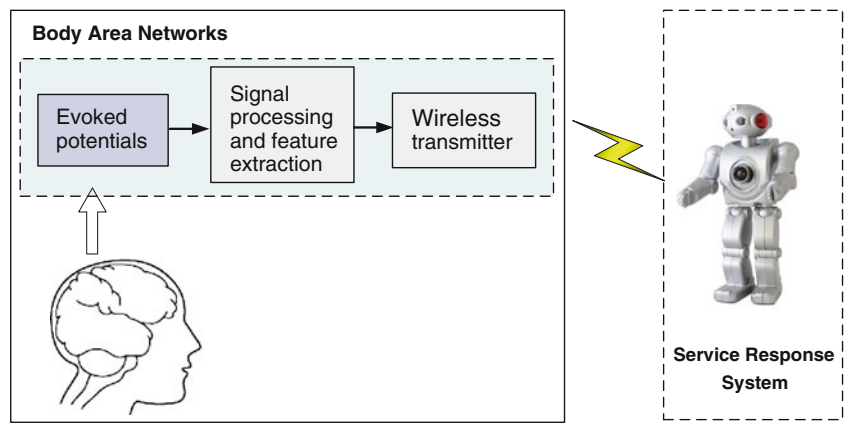 Body Area Networks
Evoked
potentials
Signal
processing
and feature
extraction
Wireless
transmitter
Service Response
System